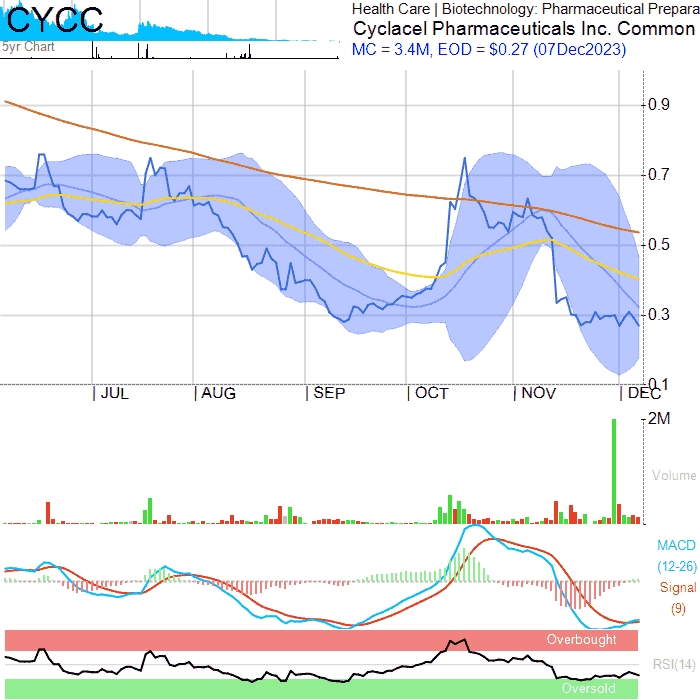 CYCC
5yr Chart
Health Care | Biotechnology: Pharmaceutical Prepara
Cyclacel Pharmaceuticals Inc. Common
MC = 3.4M, EOD = $0.27 (07Dec2023)
0.9
0.7
0.5
0.3
0.1
JUL AUG SEP OCT NOV DEC
2M
Volume
MACD
(12-26)
Signal
(9)
Overbought
RSI(14)
Oversold